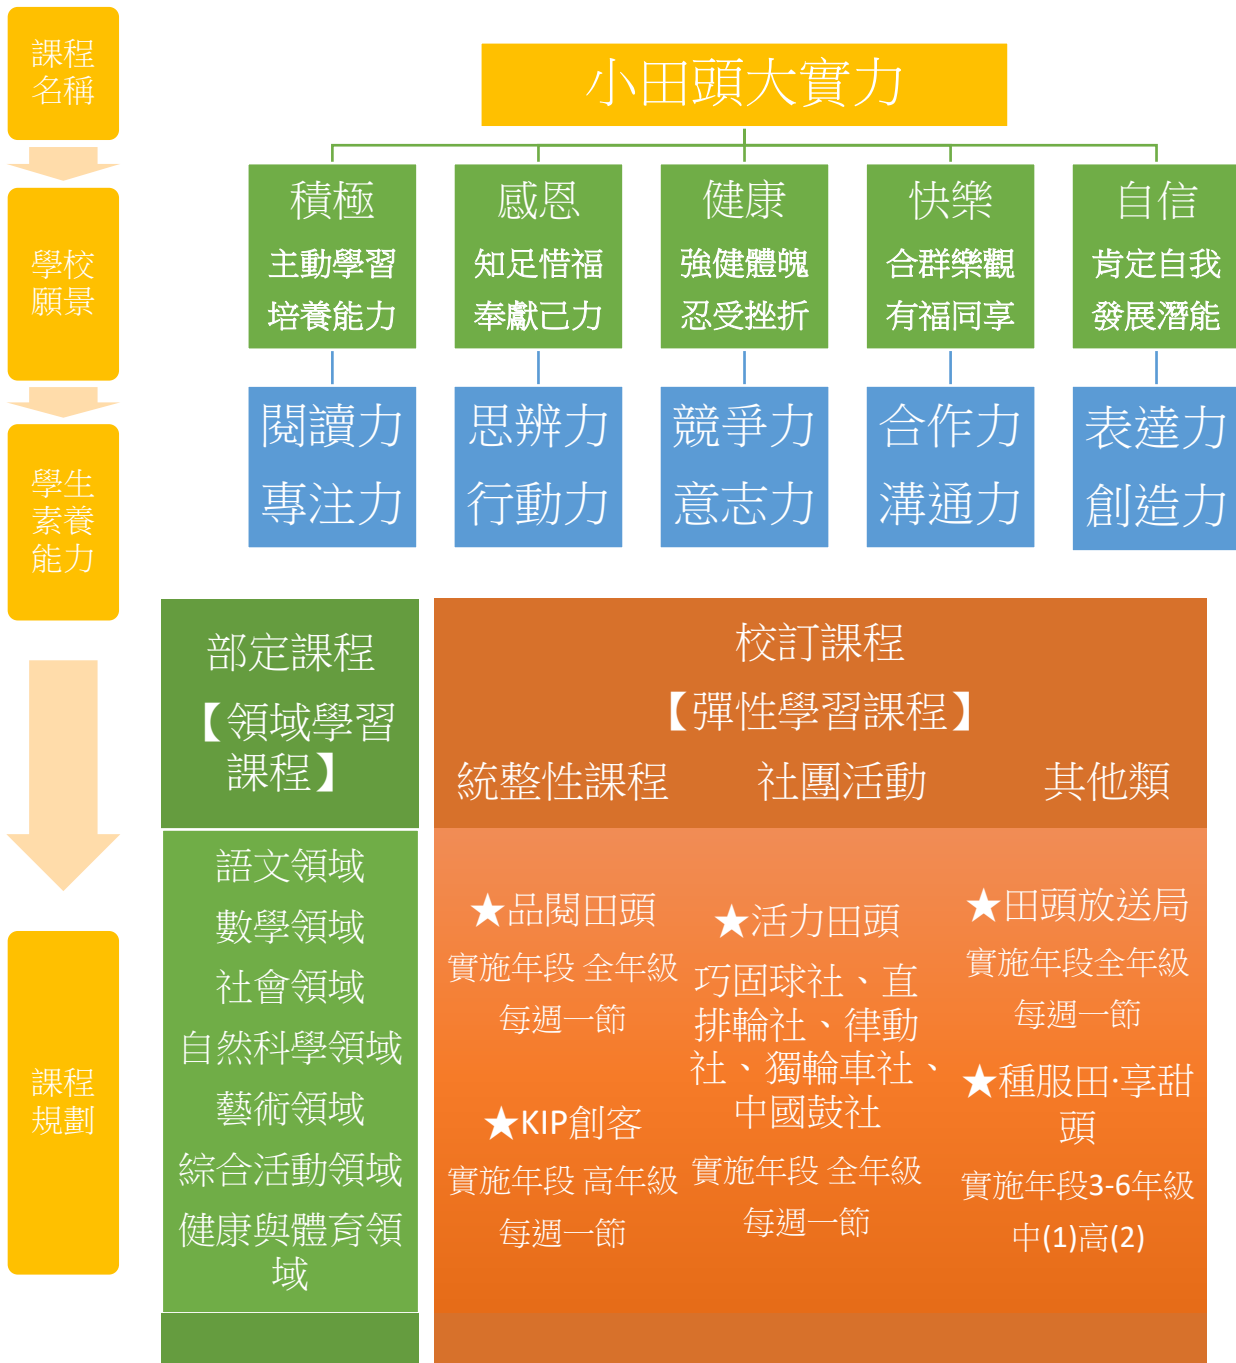 課程
名稱
小田頭大實力
學校
願景
積極
主動學習
培養能力
感恩
知足惜福
奉獻己力
健康
強健體魄
忍受挫折
快樂
合群樂觀
有福同享
自信
肯定自我
發展潛能
學生
素養
能力
閱讀力
專注力
思辨力
行動力
競爭力
意志力
合作力
溝通力
表達力
創造力
課程
規劃
部定課程
【領域學習
課程】
語文領域
數學領域
社會領域
自然科學領域
藝術領域
綜合活動領域
健康與體育領
域
校訂課程
【彈性學習課程】
統整性課程
社團活動
其他類
★品閱田頭
實施年段 全年級
每週一節
★KIP創客
實施年段 高年級
每週一節
★活力田頭
巧固球社、直
排輪社、律動
社、獨輪車社、
中國鼓社
實施年段 全年級
每週一節
★田頭放送局
實施年段全年級
每週一節
★種服田·享甜
頭
實施年段3-6年級
中(1)高(2)